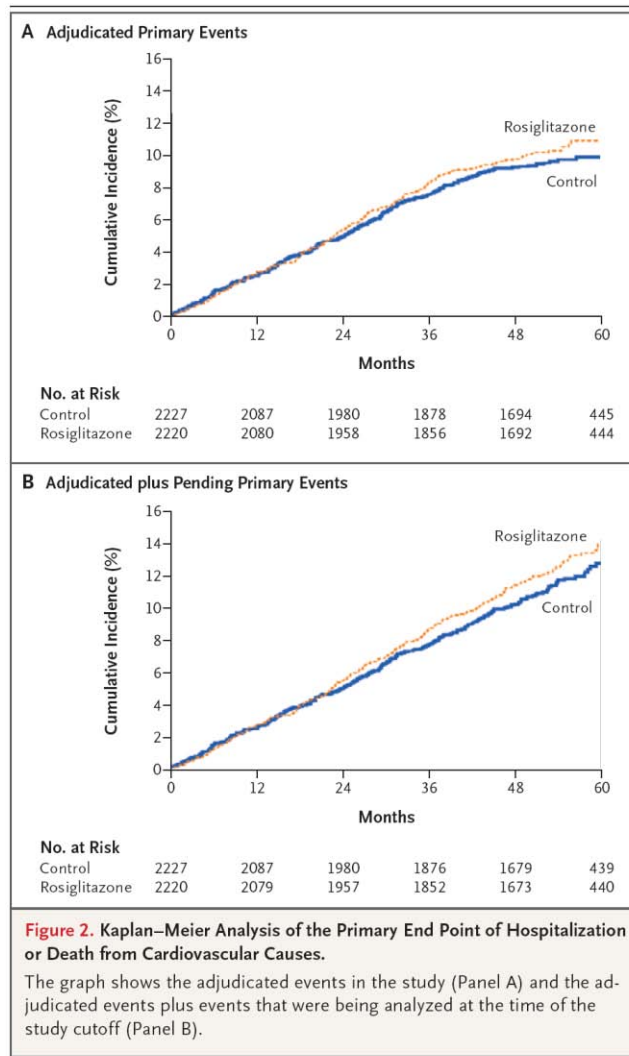 A Adjudicated Primary Events
16
14
12
10
8
6
4
2
0
Cumulative Incidence (%)
Rosiglitazone
Control
0 12 24 36 48 60
Months
No. at Risk
Control 2227 2087 1980 1878 1694 445
Rosiglitazone 2220 2080 1958 1856 1692 444
B Adjudicated plus Pending Primary Events
16
14
12
10
8
6
4
2
0
Cumulative Incidence (%)
Rosiglitazone
Control
0 12 24 36 48 60
Months
No. at Risk
Control 2227 2087 1980 1876 1679 439
Rosiglitazone 2220 2079 1957 1852 1673 440
Figure 2. Kaplan–Meier Analysis of the Primary End Point of Hospitalization
or Death from Cardiovascular Causes.
The graph shows the adjudicated events in the study (Panel A) and the ad-
judicated events plus events that were being analyzed at the time of the
study cutoff (Panel B).